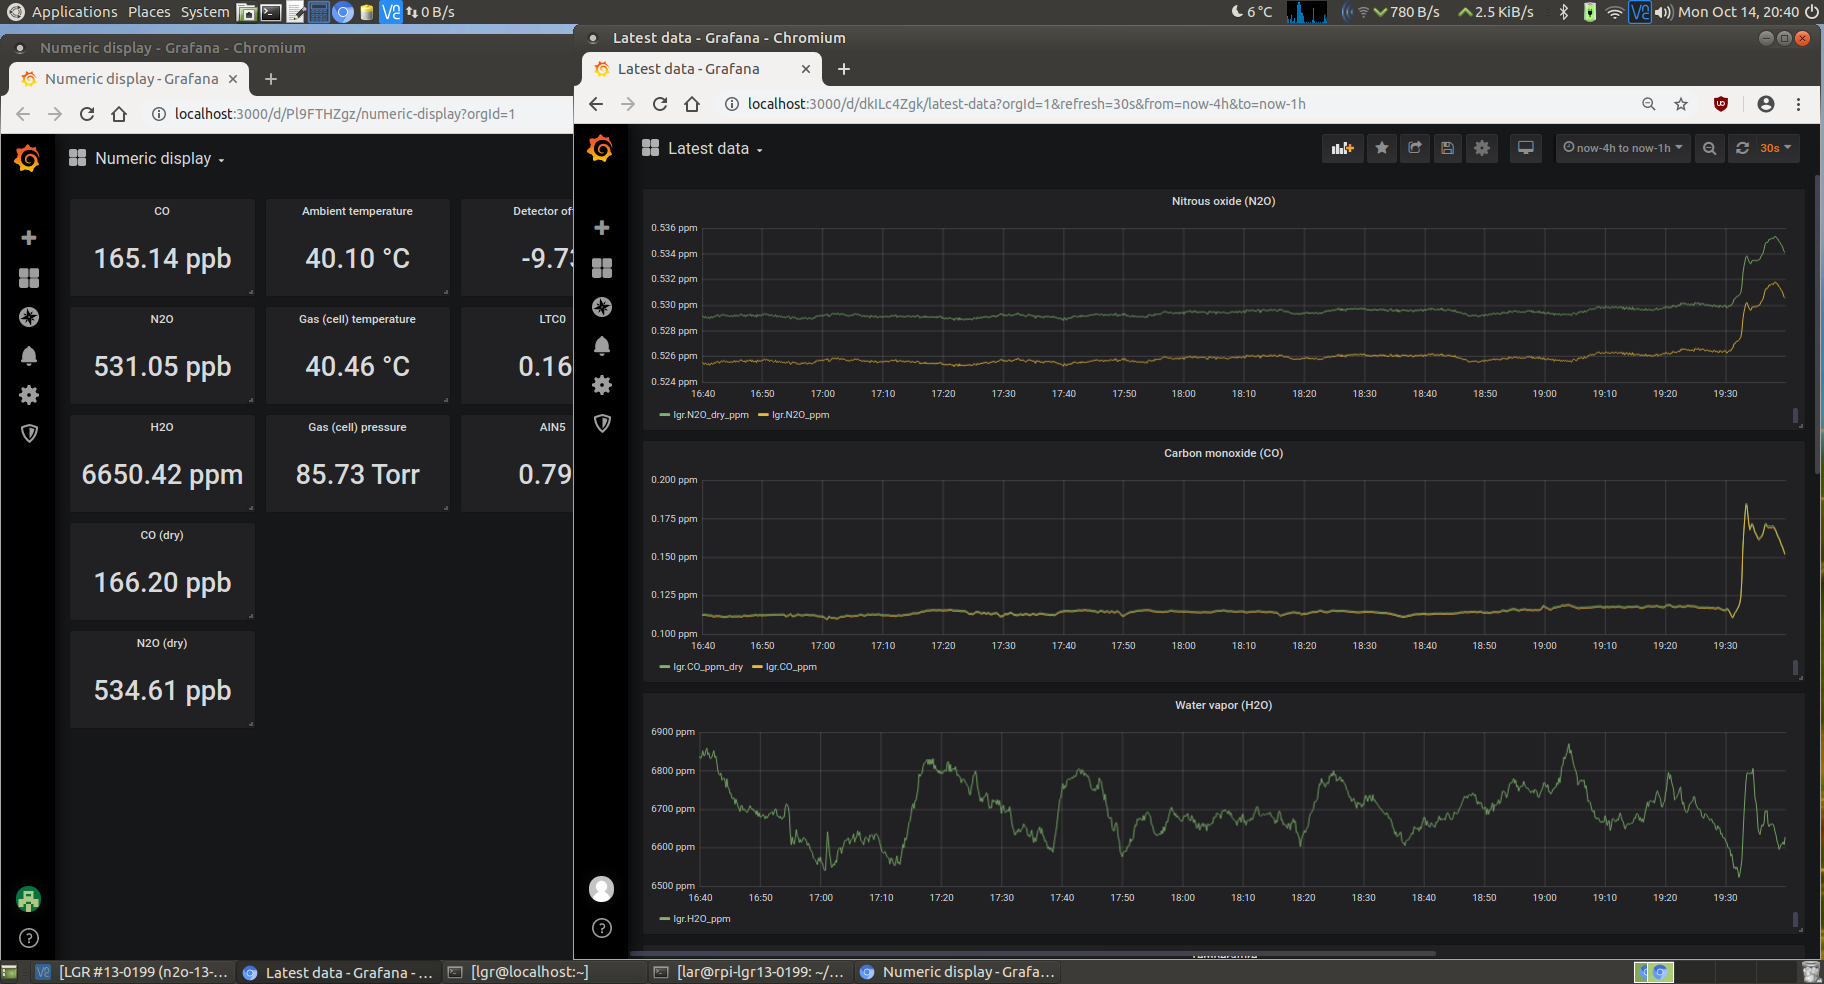 Applications Places System V2 0 B/s 6 °C 780 B/s 2.5 KiB/s V2 Mon Oct 14, 20:40
Numeric display - Grafana - Chromium
Numeric display - Grafana
localhost:3000/d/Pl9FTHZgz/numeric-display?orgId=1
Numeric display
CO
165.14 ppb
Ambient temperature
40.10 °C
Detector of
-9.73
N2O
531.05 ppb
Gas (cell) temperature
40.46 °C
LTC0
0.16
H2O
6650.42 ppm
Gas (cell) pressure
85.73 Torr
AIN5
0.79
CO (dry)
166.20 ppb
N2O (dry)
534.61 ppb
Latest data - Grafana - Chromium
Latest data - Grafana
localhost:3000/d/dkILc4Zgk/latest-data?orgId=1&refresh=30s&from=now-4h&to=now-1h
Latest data
now-4h to now-1h
30s
Nitrous oxide (N2O)
0.536 ppm
0.534 ppm
0.532 ppm
0.530 ppm
0.528 ppm
0.526 ppm
0.524 ppm
16:40 16:50 17:00 17:10 17:20 17:30 17:40 17:50 18:00 18:10 18:20 18:30 18:40 18:50 19:00 19:10 19:20 19:30
lgr.N2O_dry_ppm lgr.N2O_ppm
Carbon monoxide (CO)
0.200 ppm
0.175 ppm
0.150 ppm
0.125 ppm
0.100 ppm
16:40 16:50 17:00 17:10 17:20 17:30 17:40 17:50 18:00 18:10 18:20 18:30 18:40 18:50 19:00 19:10 19:20 19:30
lgr.CO_ppm_dry lgr.CO_ppm
Water vapor (H2O)
6900 ppm
6800 ppm
6700 ppm
6600 ppm
6500 ppm
16:40 16:50 17:00 17:10 17:20 17:30 17:40 17:50 18:00 18:10 18:20 18:30 18:40 18:50 19:00 19:10 19:20 19:30
lgr.H2O_ppm
Temperature
V2 [LGR #13-0199 (n2o-13-... Latest data - Grafana - ... [lgr@localhost:~] [lar@rpi-lgr13-0199: ~/... Numeric display - Grafa...